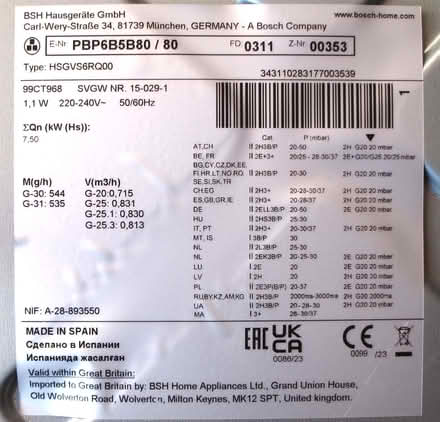 BSH Hausgeräte GmbH
www.bosch-home.com
Carl-Wery-Straße 34, 81739 München, GERMANY - A Bosch Company
E-Nr PBP6B5B80 / 80 FD 0311 Z-Nr 00353
Type: HSGVS6RQ00 343110283177003539
99CT968 SVGW NR. 15-029-1
1,1 W 220-240V~ 50/60Hz
1
ΣQn (kW (Hs)):
7,50
Cat P (mbar)
AT,CH II 2H3B/P 20-50 2H G20 20 mbar
BE, FR II 2E+3+ 20/25 - 28-30/37 2E+G20/G25 20/25 mbar
BG,CY,CZ,DK,EE,
FI,HR,LT,NO,RO, II 2H3B/P 20-30 2H G20 20 mbar
SE,SI,SK,TR
CH,EG II 2H3+ 20-28-30/37 2H G20 20 mbar
ES,GB,GR,IE II 2H3+ 20-28-30/37 2H G20 20 mbar
DE II 2ELL3B/P 20-50 2E G20 20 mbar
HU II 2HS3B/P 25-30
IT, PT II 2H3+ 20-30/37 2H G20 20 mbar
MT, IS I 3B/P 30
NL II 2L3B/P 25-30
NL II 2EK3B/P 20-30 2E G20 20 mbar
LU I 2E 20 2E G20 20 mbar
LV I 2H 20 2H G20 20 mbar
PL II 2E3P(B/P) 20-37 2E G20 20 mbar
RU,BY,KZ,AM,KG II 2H3B/P 2000ms-3000ms 2H G20 2000ms
UA II 2H3B/P 20-28-30 2H G20 20 mbar
MA I 3+ 28-30/37
M(g/h) V(m3/h)
G-30: 544 G-20:0,715
G-31: 535 G-25: 0,831
G-25.1: 0,830
G-25.3: 0,813
NIF: A-28-893550
MADE IN SPAIN
Сделано в Испании
Испанияда жасалған
EAC UK CA CE
0086/23 0099 /23
Valid within Great Britain:
Imported to Great Britain by: BSH Home Appliances Ltd., Grand Union House,
Old Wolverton Road, Wolverton, Milton Keynes, MK12 5PT, United kingdom.